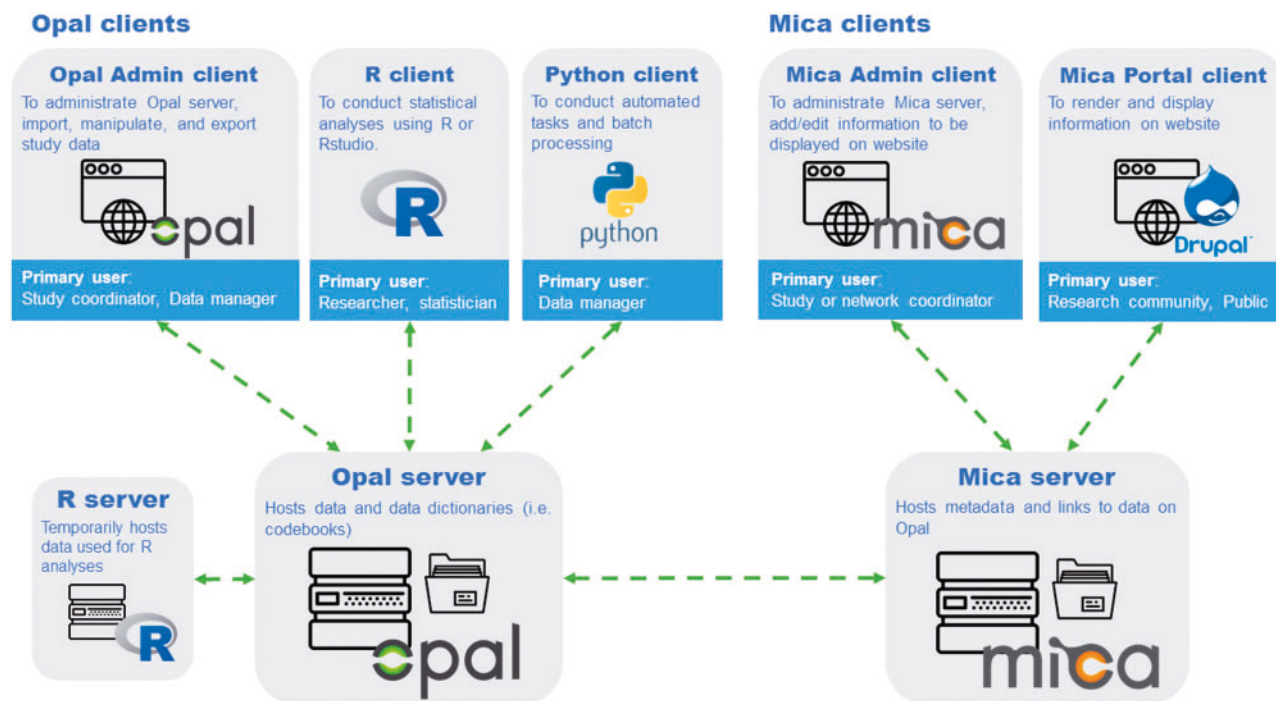 Opal clients
Mica clients
Opal Admin client
To administrate Opal server,
import, manipulate, and export
study data
opal
Primary user:
Study coordinator, Data manager
R client
To conduct statistical
analyses using R or
Rstudio.
R
Primary user:
Researcher, statistician
Python client
To conduct automated
tasks and batch
processing
python
Primary user:
Data manager
Mica Admin client
To administrate Mica server,
add/edit information to be
displayed on website
mica
Primary user:
Study or network coordinator
Mica Portal client
To render and display
information on website
Drupal™
Primary user:
Research community, Public
R server
Temporarily hosts
data used for R
analyses
R
Opal server
Hosts data and data dictionaries (i.e.
codebooks)
opal
Mica server
Hosts metadata and links to data on
Opal
mica